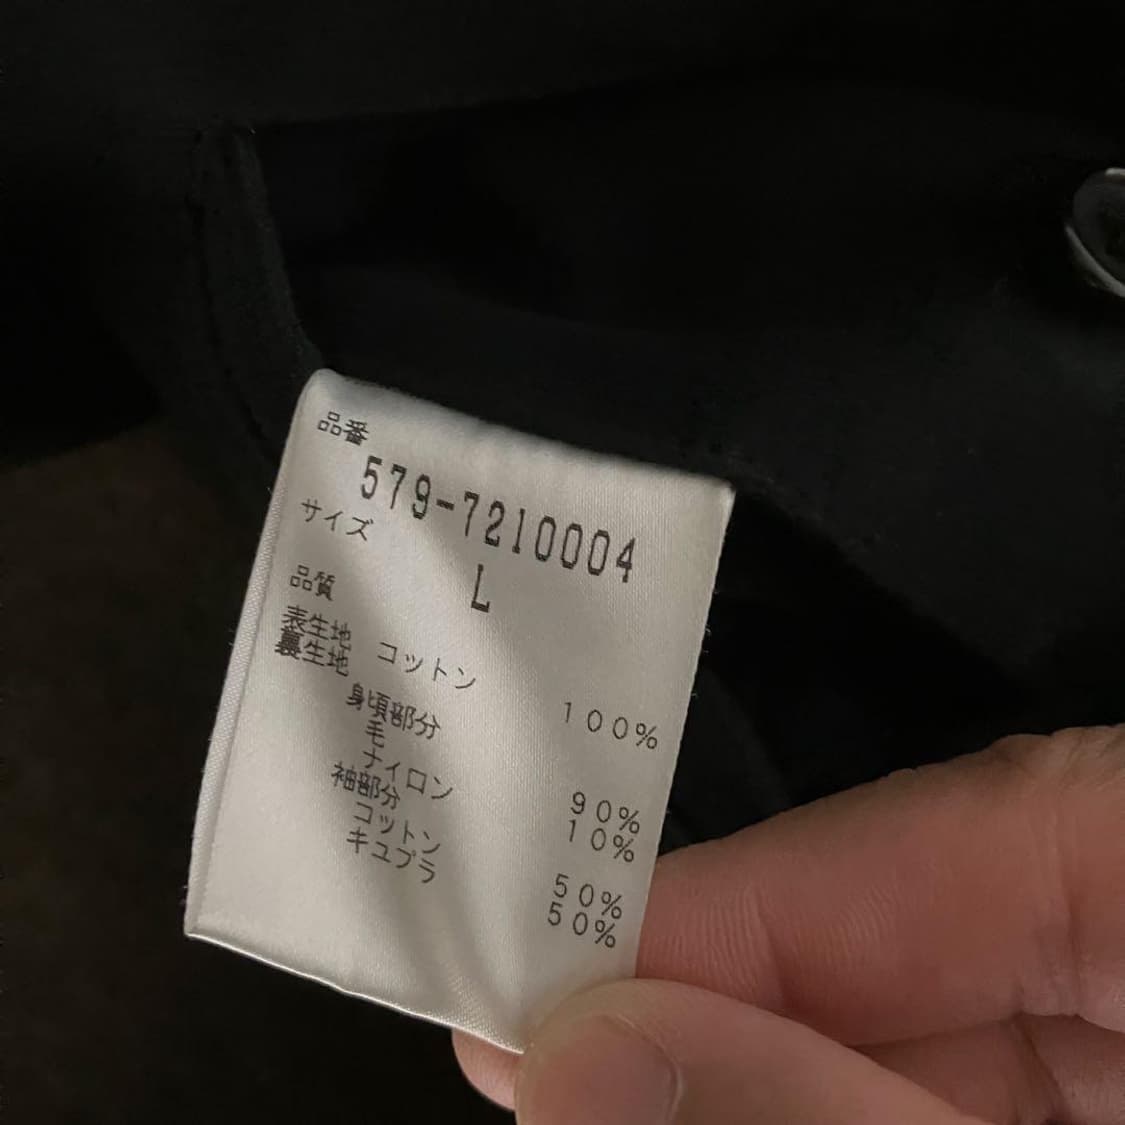 品番
579-7210004
サイズ
L
品質
表生地 コットン 100%
裏生地
身頃部分
毛 90%
ナイロン 10%
袖部分
コットン 50%
キュプラ 50%